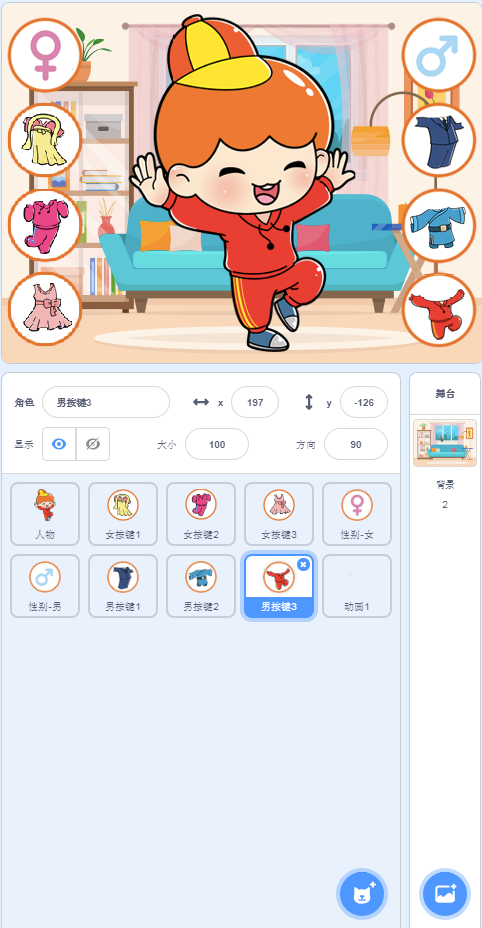 舞台
角色 男按键3 x 197 y -126
显示 大小 100 方向 90
背景
2
人物 女按键1 女按键2 女按键3 性别-女
性别-男 男按键1 男按键2 男按键3 动画1